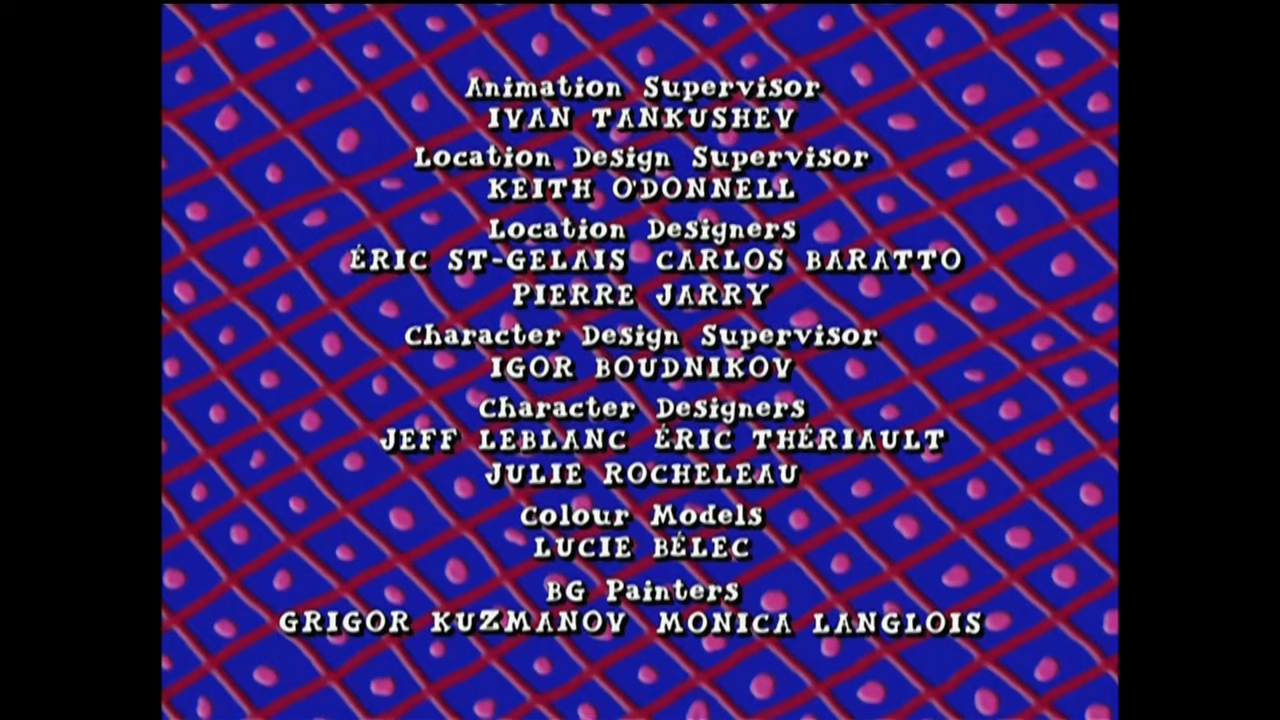 Animation Supervisor
IVAN TANKUSHEV
Location Design Supervisor
KEITH O'DONNELL
Location Designers
ÉRIC ST-GELAIS CARLOS BARATTO
PIERRE JARRY
Character Design Supervisor
IGOR BOUDNIKOV
Character Designers
JEFF LEBLANC ÉRIC THÉRIAULT
JULIE ROCHELEAU
Colour Models
LUCIE BÉLEC
BG Painters
GRIGOR KUZMANOV MONICA LANGLOIS